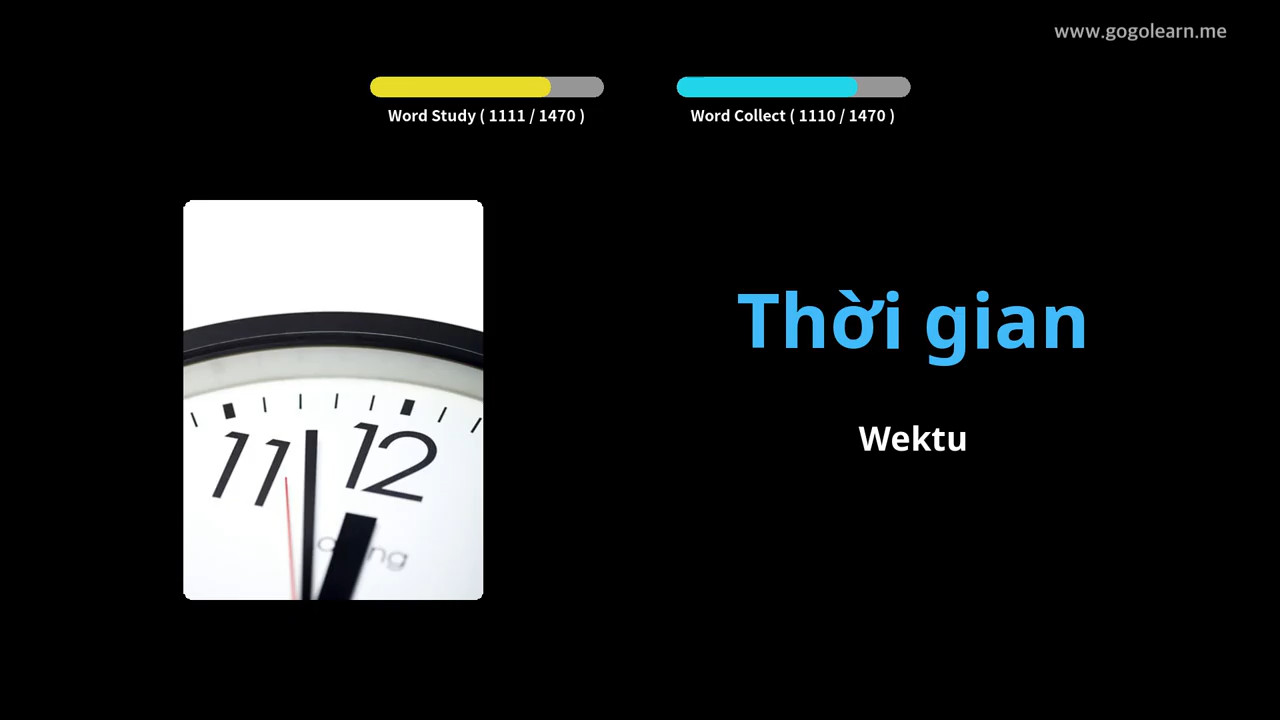 www.gogolearn.me
Word Study ( 1111 / 1470 )
Word Collect ( 1110 / 1470 )
Thời gian
Wektu
11
12